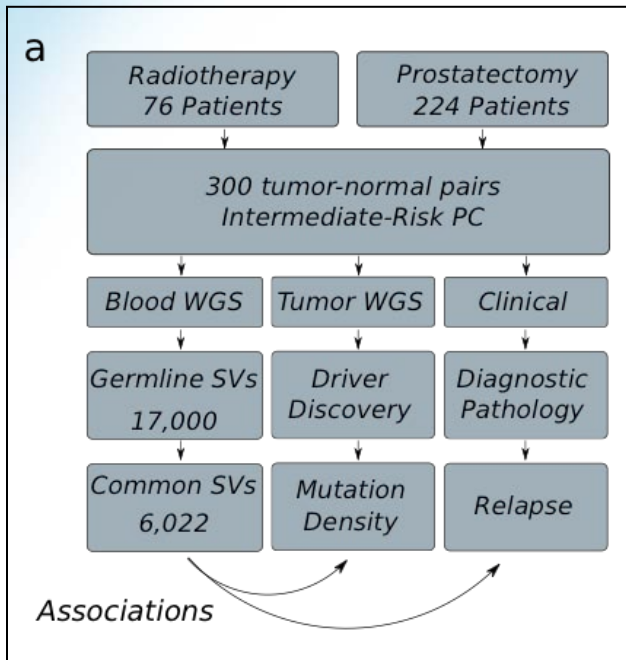 a
Radiotherapy
76 Patients
Prostatectomy
224 Patients
300 tumor-normal pairs
Intermediate-Risk PC
Blood WGS
Tumor WGS
Clinical
Germline SVs
17,000
Driver
Discovery
Diagnostic
Pathology
Common SVs
6,022
Mutation
Density
Relapse
Associations